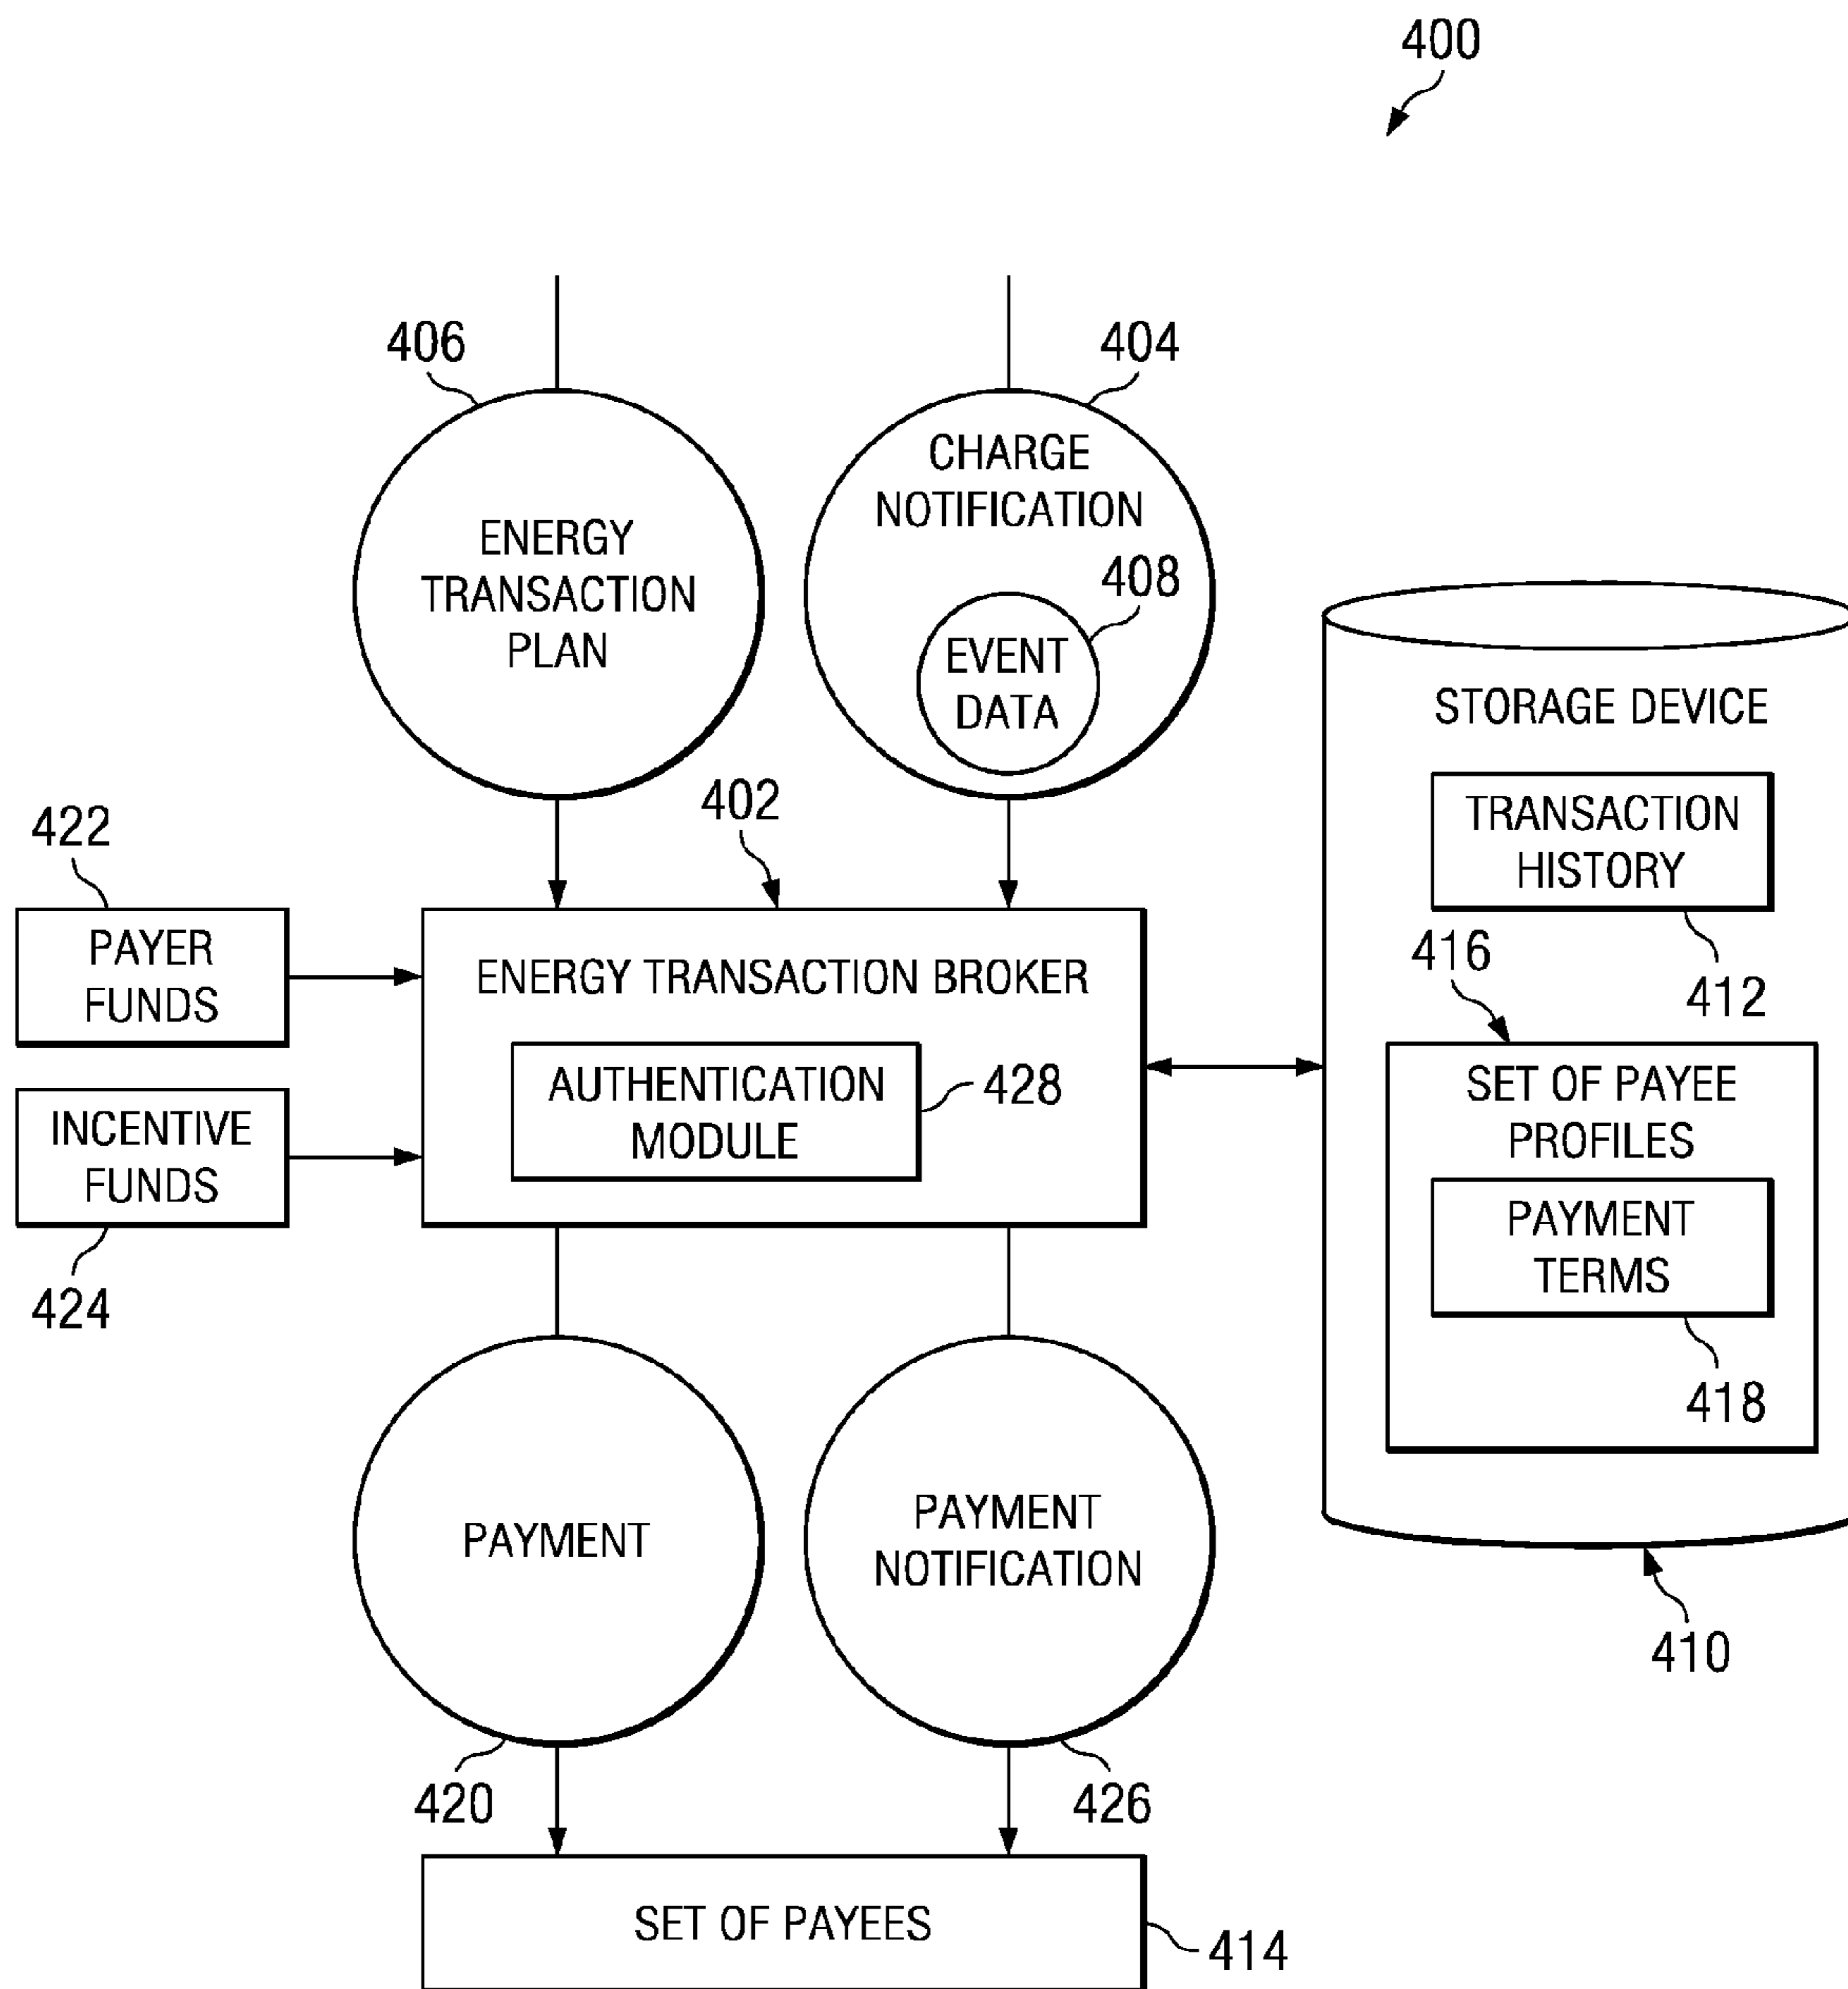 400
406
404
ENERGY
TRANSACTION
PLAN
CHARGE
NOTIFICATION
408
EVENT
DATA
STORAGE DEVICE
TRANSACTION
HISTORY
412
416
SET OF PAYEE
PROFILES
PAYMENT
TERMS
418
410
402
422
PAYER
FUNDS
INCENTIVE
FUNDS
424
ENERGY TRANSACTION BROKER
AUTHENTICATION
MODULE
428
PAYMENT
PAYMENT
NOTIFICATION
420
426
SET OF PAYEES
414